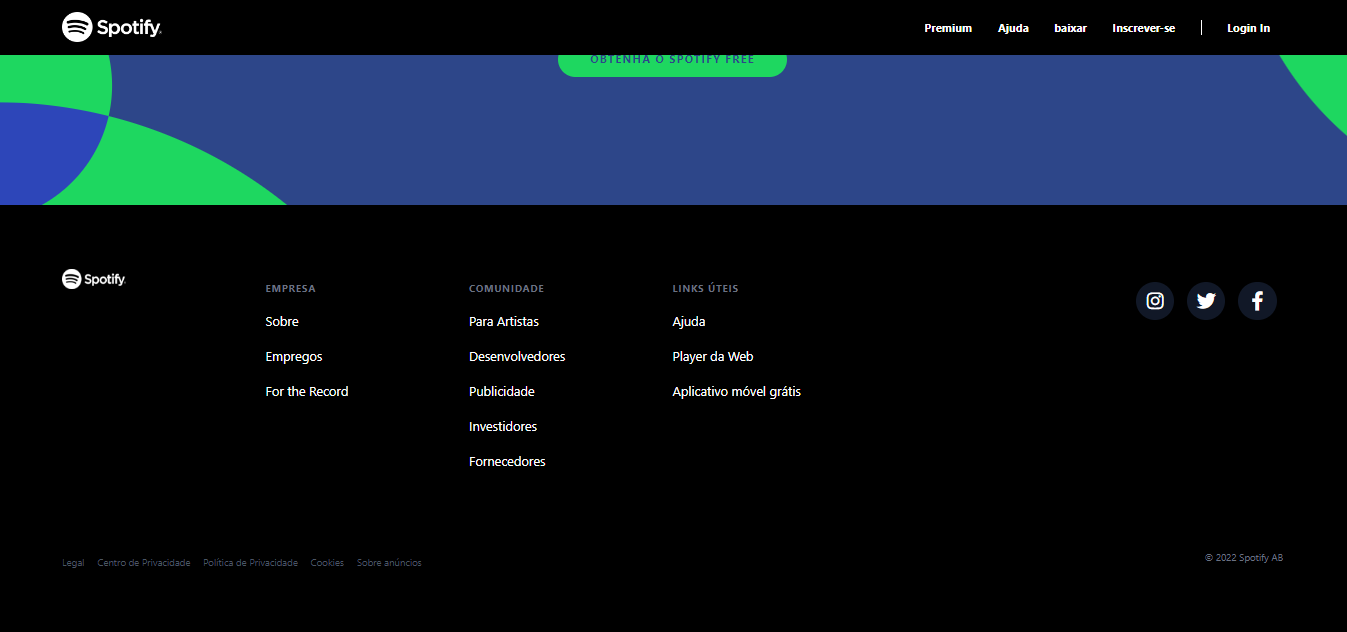 Spotify
Premium Ajuda baixar Inscrever-se Login In
OBTENHA O SPOTIFY FREE
Spotify
EMPRESA
Sobre
Empregos
For the Record
COMUNIDADE
Para Artistas
Desenvolvedores
Publicidade
Investidores
Fornecedores
LINKS ÚTEIS
Ajuda
Player da Web
Aplicativo móvel grátis
Legal Centro de Privacidade Política de Privacidade Cookies Sobre anúncios
© 2022 Spotify AB